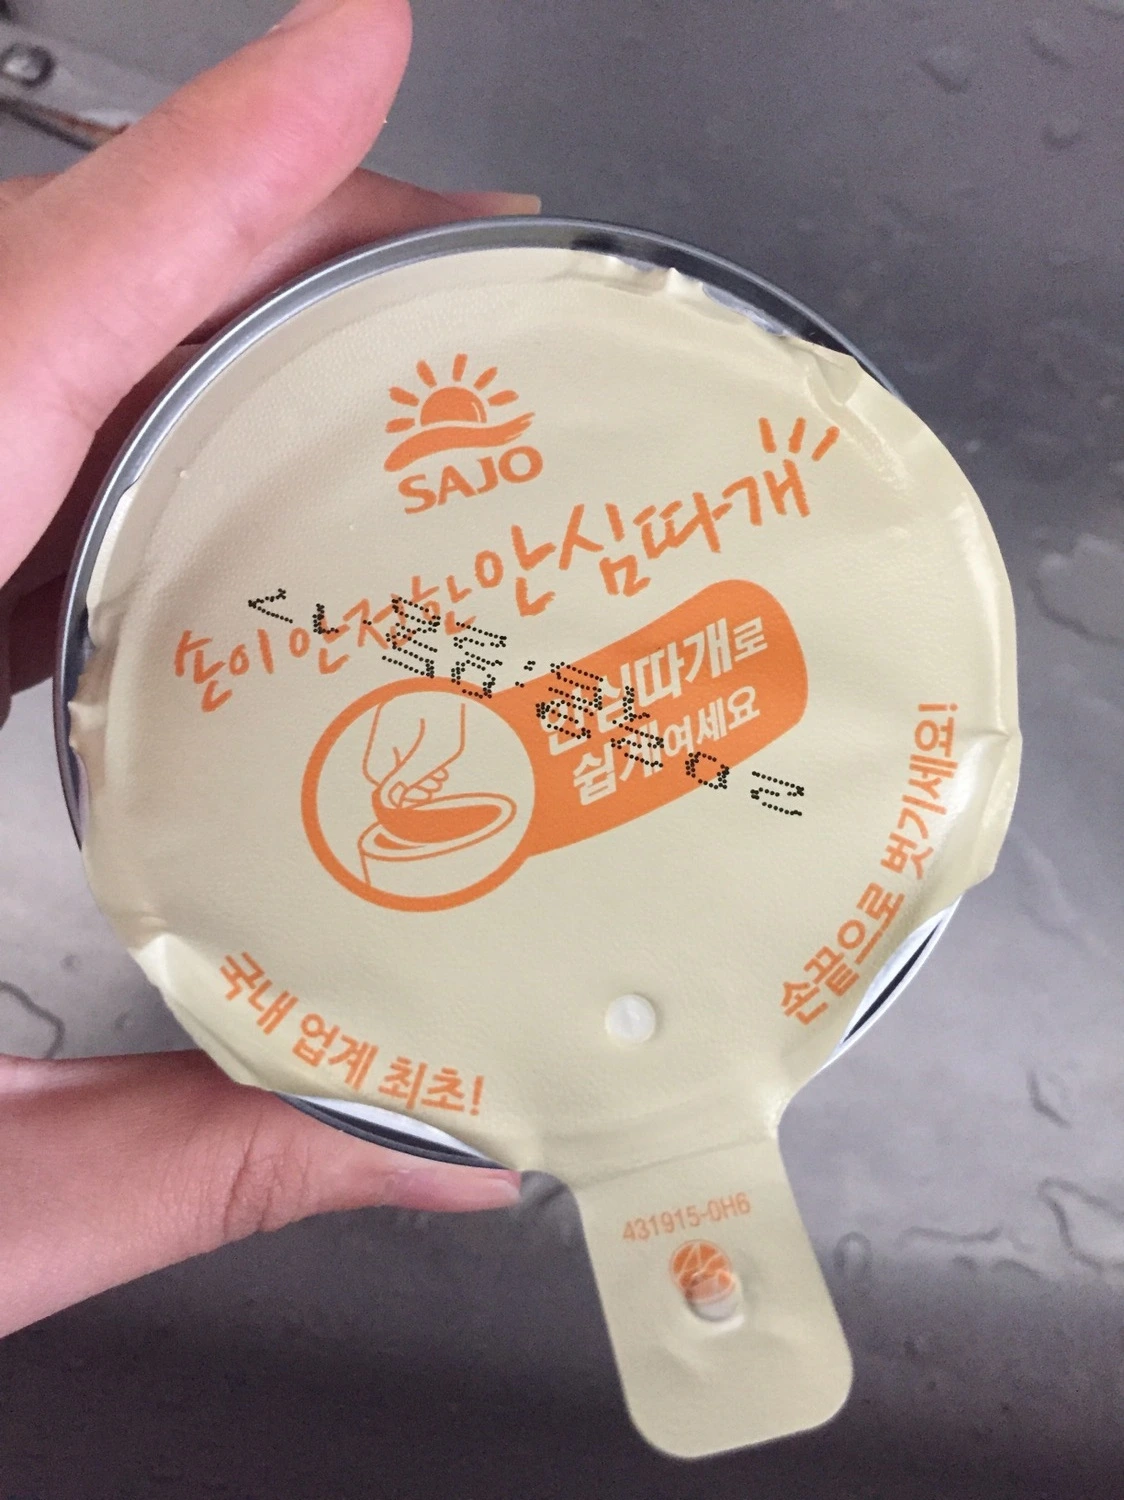 SAJO
손이 안전한 안심따개
안심따개로
쉽게여세요
손끝으로 벗기세요!
국내 업계 최초!
431915-0H6